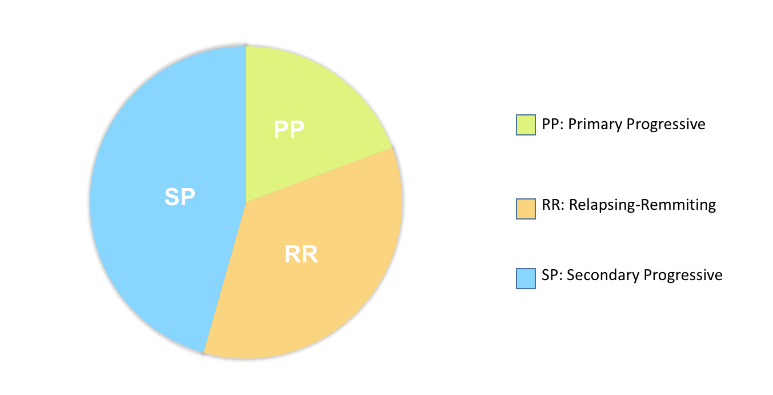 PP
SP
RR
PP: Primary Progressive
RR: Relapsing-Remmiting
SP: Secondary Progressive